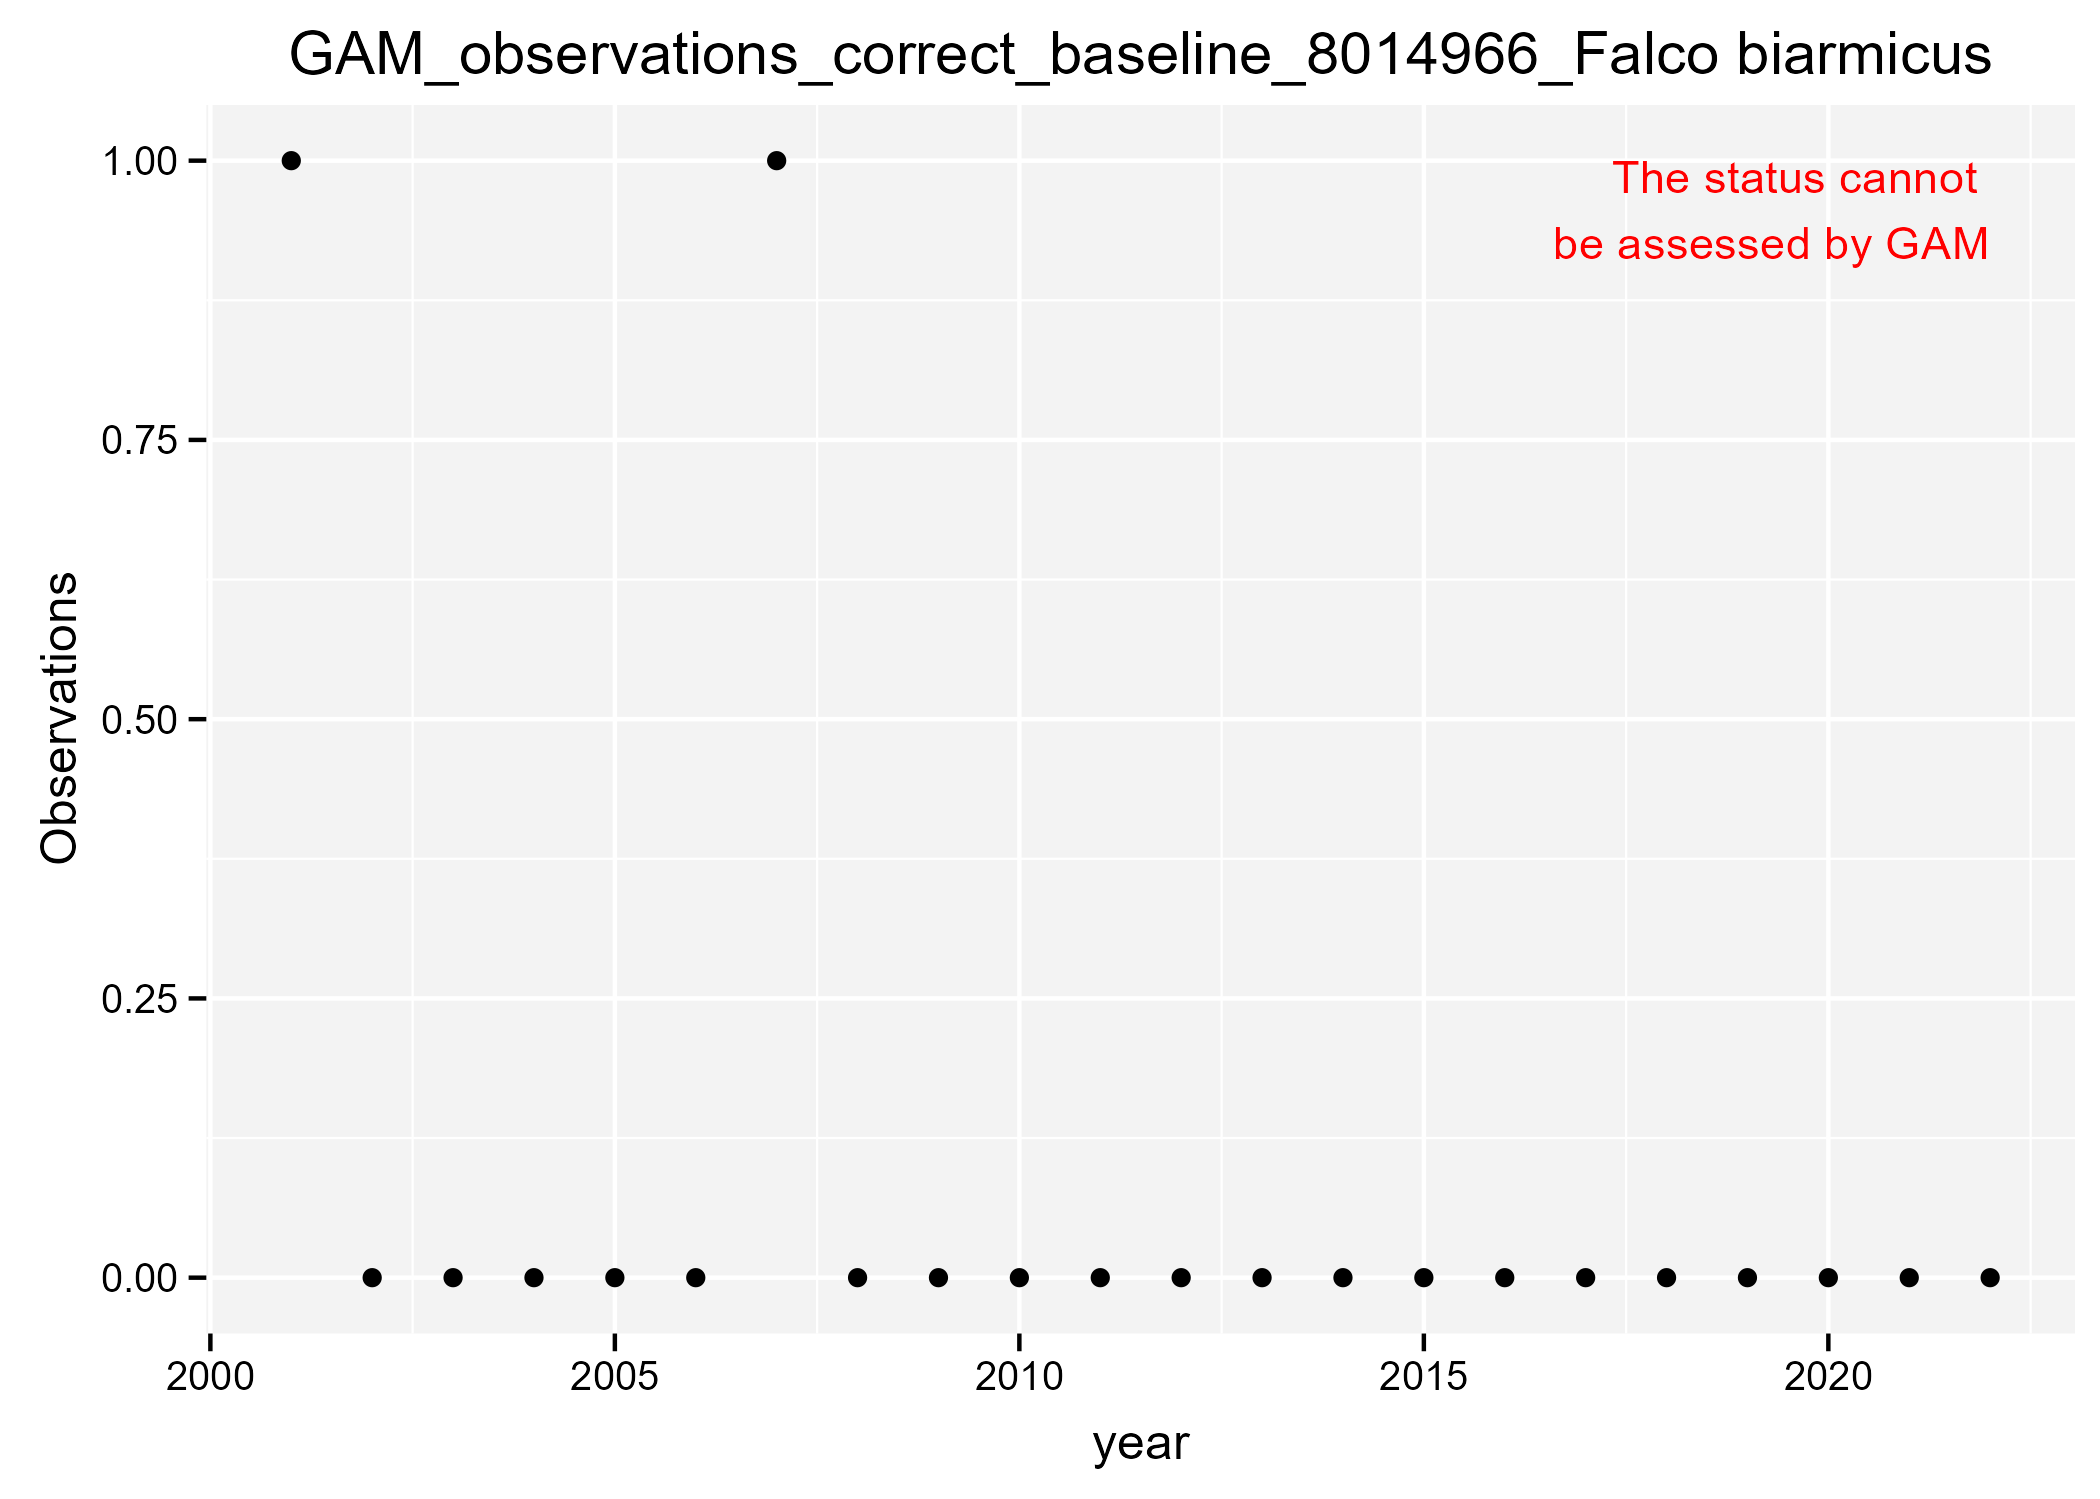 GAM_observations_correct_baseline_8014966_Falco biarmicus
1.00
The status cannot
be assessed by GAM
0.75
Observations
0.50
0.25
0.00
2000 2005 2010 2015 2020
year